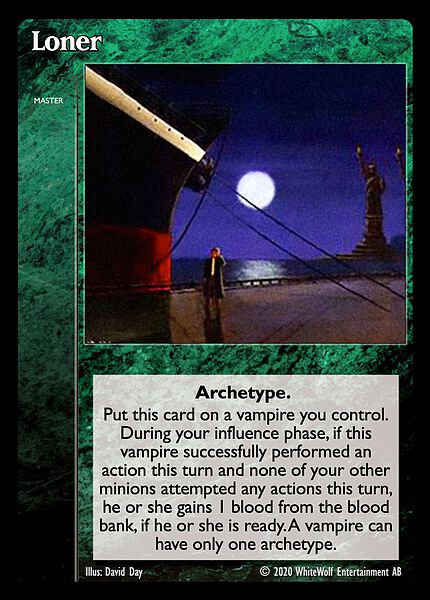 Loner
MASTER
Archetype.
Put this card on a vampire you control.
During your influence phase, if this
vampire successfully performed an
action this turn and none of your other
minions attempted any actions this turn,
he or she gains 1 blood from the blood
bank, if he or she is ready. A vampire can
have only one archetype.
Illus: David Day
© 2020 WhiteWolf Entertainment AB